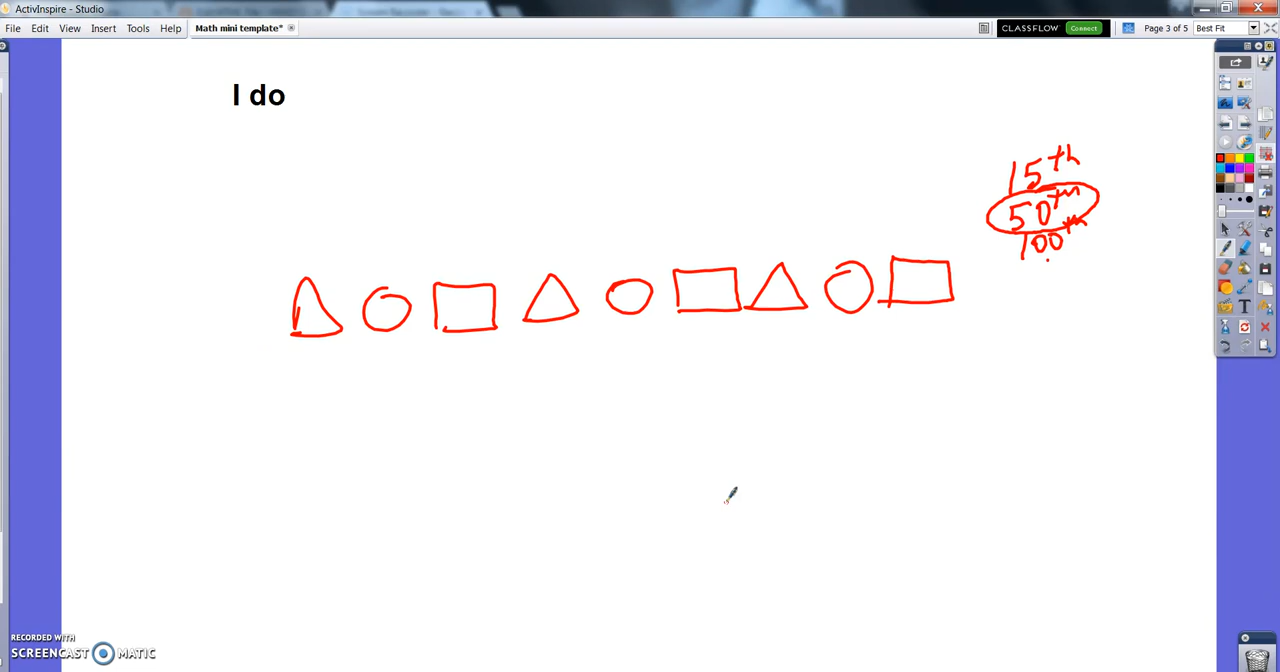 ActivInspire - Studio
File Edit View Insert Tools Help Math mini template* CLASSFLOW Connect Page 3 of 5 Best Fit
I do
15th
50th
100th
RECORDED WITH
SCREENCAST MATIC